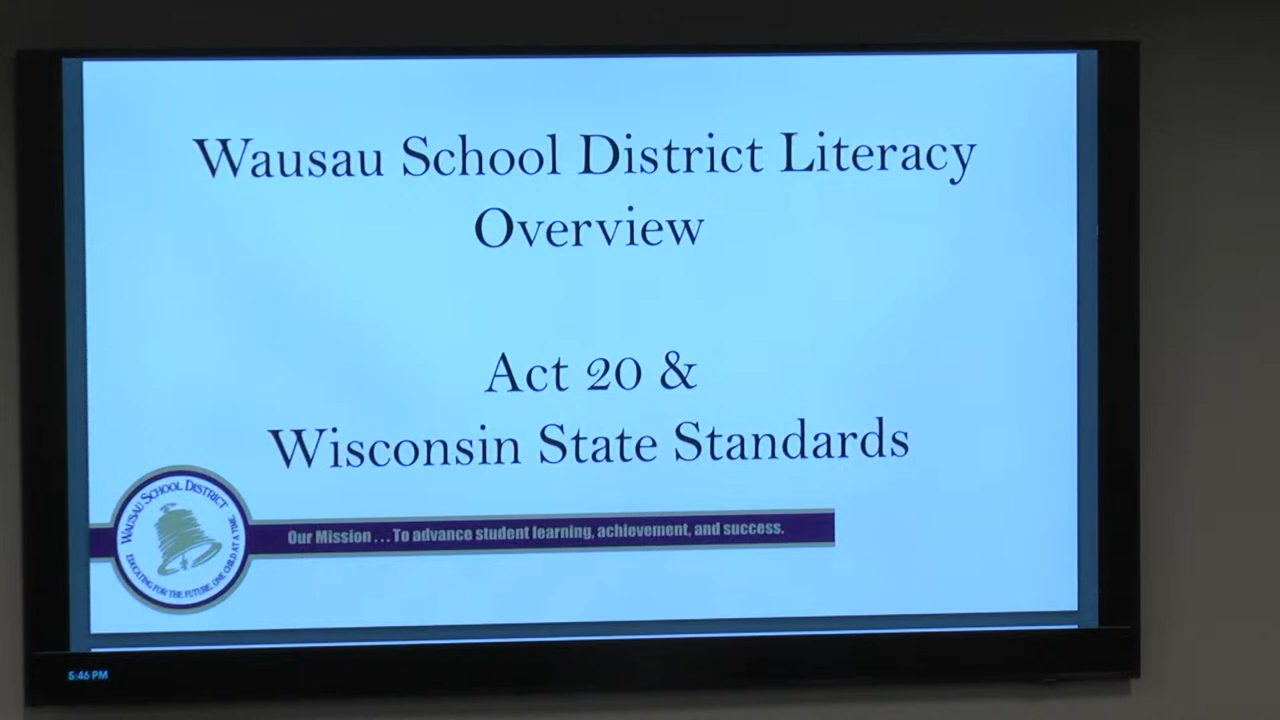 Wausau School District Literacy
Overview
Act 20 &
Wisconsin State Standards
WAUSAU SCHOOL DISTRICT
EDUCATING FOR THE FUTURE, ONE CHILD AT A TIME
Our Mission . . . To advance student learning, achievement, and success.
5:46 PM